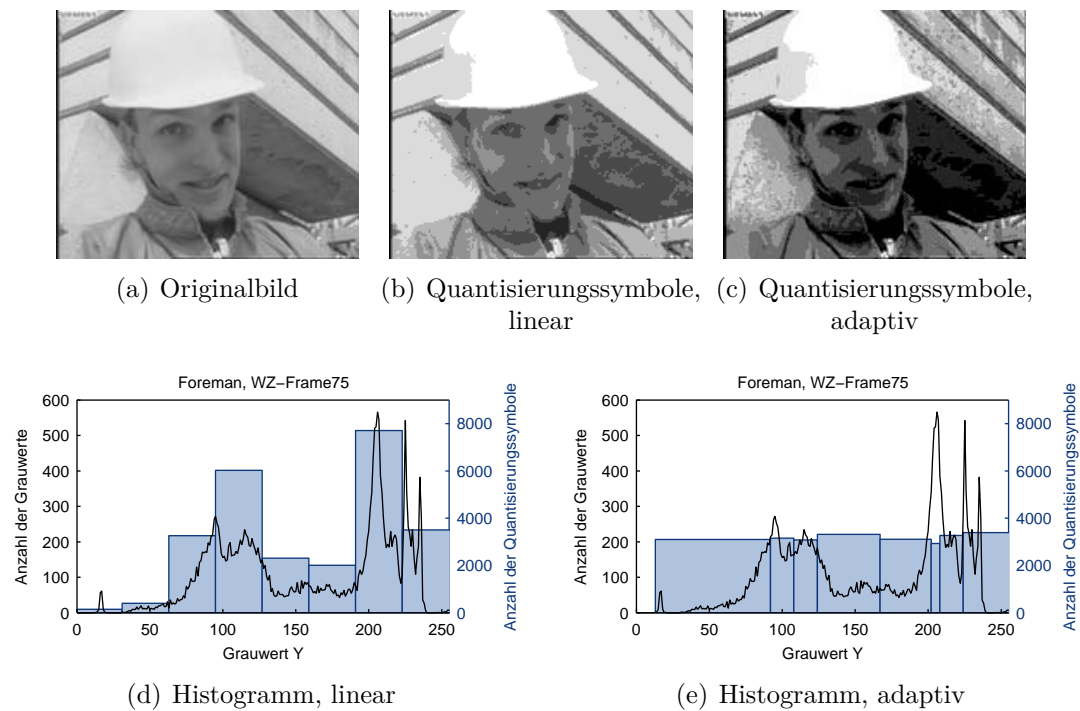 (a) Originalbild
(b) Quantisierungssymbole,
linear
(c) Quantisierungssymbole,
adaptiv
Foreman, WZ−Frame75
600
500
400
300
200
100
0
Anzahl der Grauwerte
0 50 100 150 200 250
Grauwert Y
8000
6000
4000
2000
0
Anzahl der Quantisierungssymbole
(d) Histogramm, linear
Foreman, WZ−Frame75
600
500
400
300
200
100
0
Anzahl der Grauwerte
0 50 100 150 200 250
Grauwert Y
8000
6000
4000
2000
0
Anzahl der Quantisierungssymbole
(e) Histogramm, adaptiv